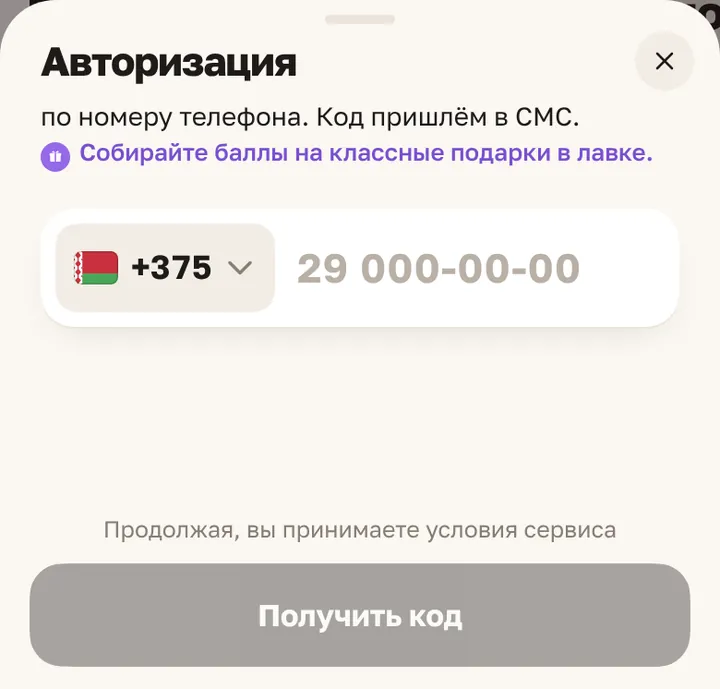 Авторизация
по номеру телефона. Код пришлём в СМС.
Собирайте баллы на классные подарки в лавке.
+375 29 000-00-00
Продолжая, вы принимаете условия сервиса
Получить код